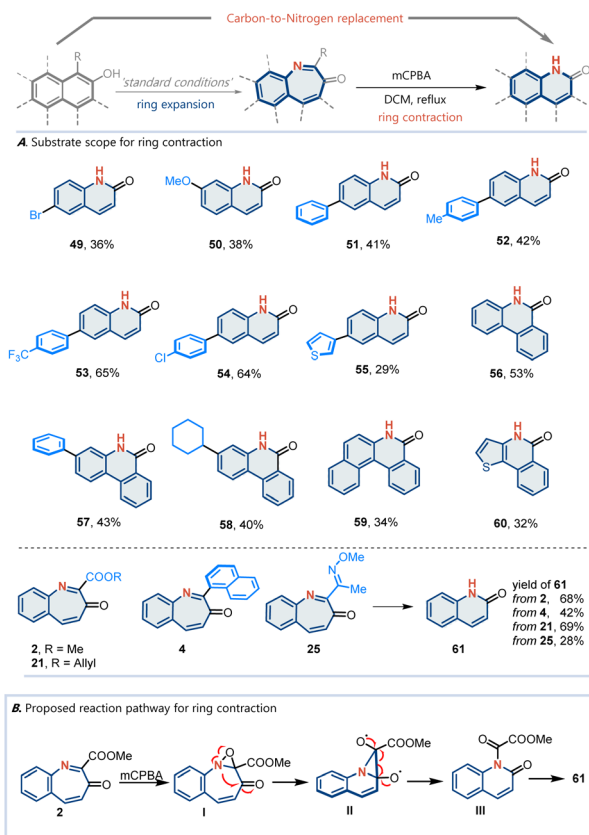 Carbon-to-Nitrogen replacement
R
OH
'standard conditions'
ring expansion
N
R
O
mCPBA
DCM, reflux
ring contraction
H
N
O
A. Substrate scope for ring contraction
H
N
O
Br
49, 36%
MeO
H
N
O
50, 38%
H
N
O
51, 41%
H
N
O
Me
52, 42%
H
N
O
F3C
53, 65%
H
N
O
Cl
54, 64%
H
N
O
S
55, 29%
H
N
O
56, 53%
H
N
O
57, 43%
H
N
O
58, 40%
H
N
O
59, 34%
H
N
O
S
60, 32%
N
COOR
O
2, R = Me
21, R = Allyl
N
O
4
OMe
N
Me
N
O
25
H
N
O
61
yield of 61
from 2, 68%
from 4, 42%
from 21, 69%
from 25, 28%
B. Proposed reaction pathway for ring contraction
N
COOMe
O
2
mCPBA
O
N
COOMe
O
I
O
COOMe
N
O
II
O
COOMe
N
O
III
61